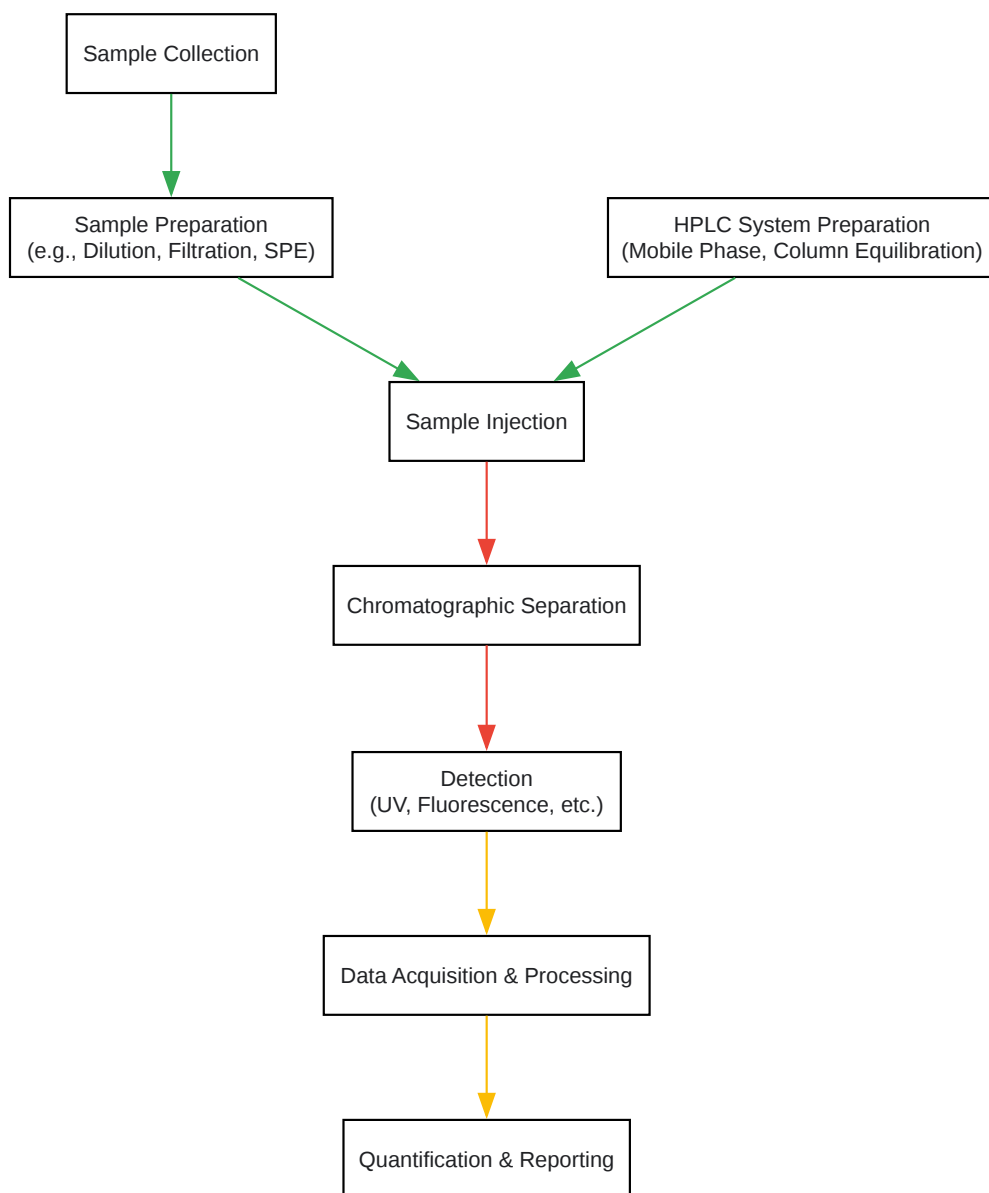 Sample Collection
Sample Preparation
(e.g., Dilution, Filtration, SPE)
HPLC System Preparation
(Mobile Phase, Column Equilibration)
Sample Injection
Chromatographic Separation
Detection
(UV, Fluorescence, etc.)
Data Acquisition & Processing
Quantification & Reporting